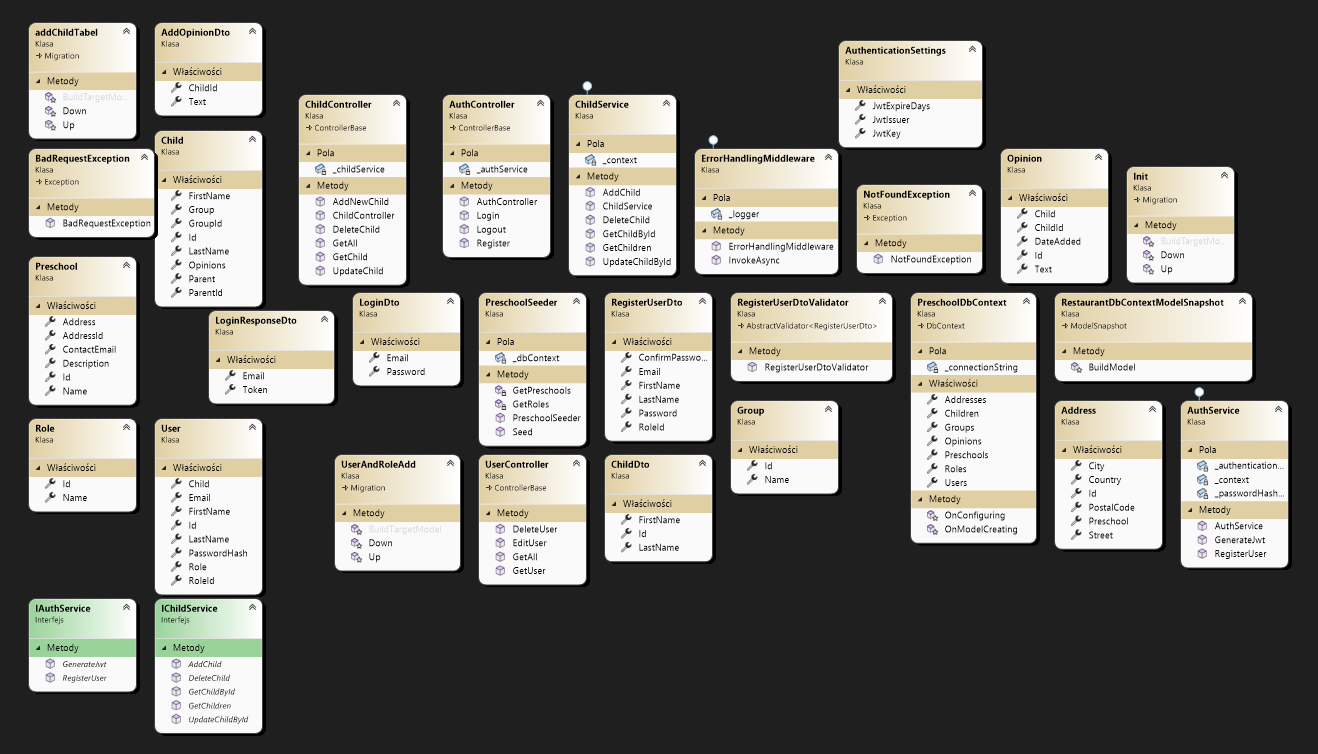 addChildTabel
Klasa
Migration
Metody
BuildTargetMo...
Down
Up
AddOpinionDto
Klasa
Właściwości
ChildId
Text
BadRequestException
Klasa
Exception
Metody
BadRequestException
Child
Klasa
Właściwości
FirstName
Group
GroupId
Id
LastName
Opinions
Parent
ParentId
ChildController
Klasa
ControllerBase
Pola
_childService
Metody
AddNewChild
ChildController
DeleteChild
GetAll
GetChild
UpdateChild
AuthController
Klasa
ControllerBase
Pola
_authService
Metody
AuthController
Login
Logout
Register
ChildService
Klasa
Pola
_context
Metody
AddChild
ChildService
DeleteChild
GetChildById
GetChildren
UpdateChildById
ErrorHandlingMiddleware
Klasa
Pola
_logger
Metody
ErrorHandlingMiddleware
InvokeAsync
AuthenticationSettings
Klasa
Właściwości
JwtExpireDays
JwtIssuer
JwtKey
NotFoundException
Klasa
Exception
Metody
NotFoundException
Opinion
Klasa
Właściwości
Child
ChildId
DateAdded
Id
Text
Init
Klasa
Migration
Metody
BuildTargetMo...
Down
Up
Preschool
Klasa
Właściwości
Address
AddressId
ContactEmail
Description
Id
Name
LoginResponseDto
Klasa
Właściwości
Email
Token
LoginDto
Klasa
Właściwości
Email
Password
PreschoolSeeder
Klasa
Pola
_dbContext
Metody
GetPreschools
GetRoles
PreschoolSeeder
Seed
RegisterUserDto
Klasa
Właściwości
ConfirmPasswo...
Email
FirstName
LastName
Password
RoleId
RegisterUserDtoValidator
Klasa
AbstractValidator<RegisterUserDto>
Metody
RegisterUserDtoValidator
PreschoolDbContext
Klasa
DbContext
Pola
_connectionString
Właściwości
Addresses
Children
Groups
Opinions
Preschools
Roles
Users
Metody
OnConfiguring
OnModelCreating
RestaurantDbContextModelSnapshot
Klasa
ModelSnapshot
Metody
BuildModel
Role
Klasa
Właściwości
Id
Name
User
Klasa
Właściwości
Child
Email
FirstName
Id
LastName
PasswordHash
Role
RoleId
UserAndRoleAdd
Klasa
Migration
Metody
BuildTargetModel
Down
Up
UserController
Klasa
ControllerBase
Metody
DeleteUser
EditUser
GetAll
GetUser
ChildDto
Klasa
Właściwości
FirstName
Id
LastName
Group
Klasa
Właściwości
Id
Name
Address
Klasa
Właściwości
City
Country
Id
PostalCode
Preschool
Street
AuthService
Klasa
Pola
_authentication...
_context
_passwordHash...
Metody
AuthService
GenerateJwt
RegisterUser
IAuthService
Interfejs
Metody
GenerateJwt
RegisterUser
IChildService
Interfejs
Metody
AddChild
DeleteChild
GetChildById
GetChildren
UpdateChildById